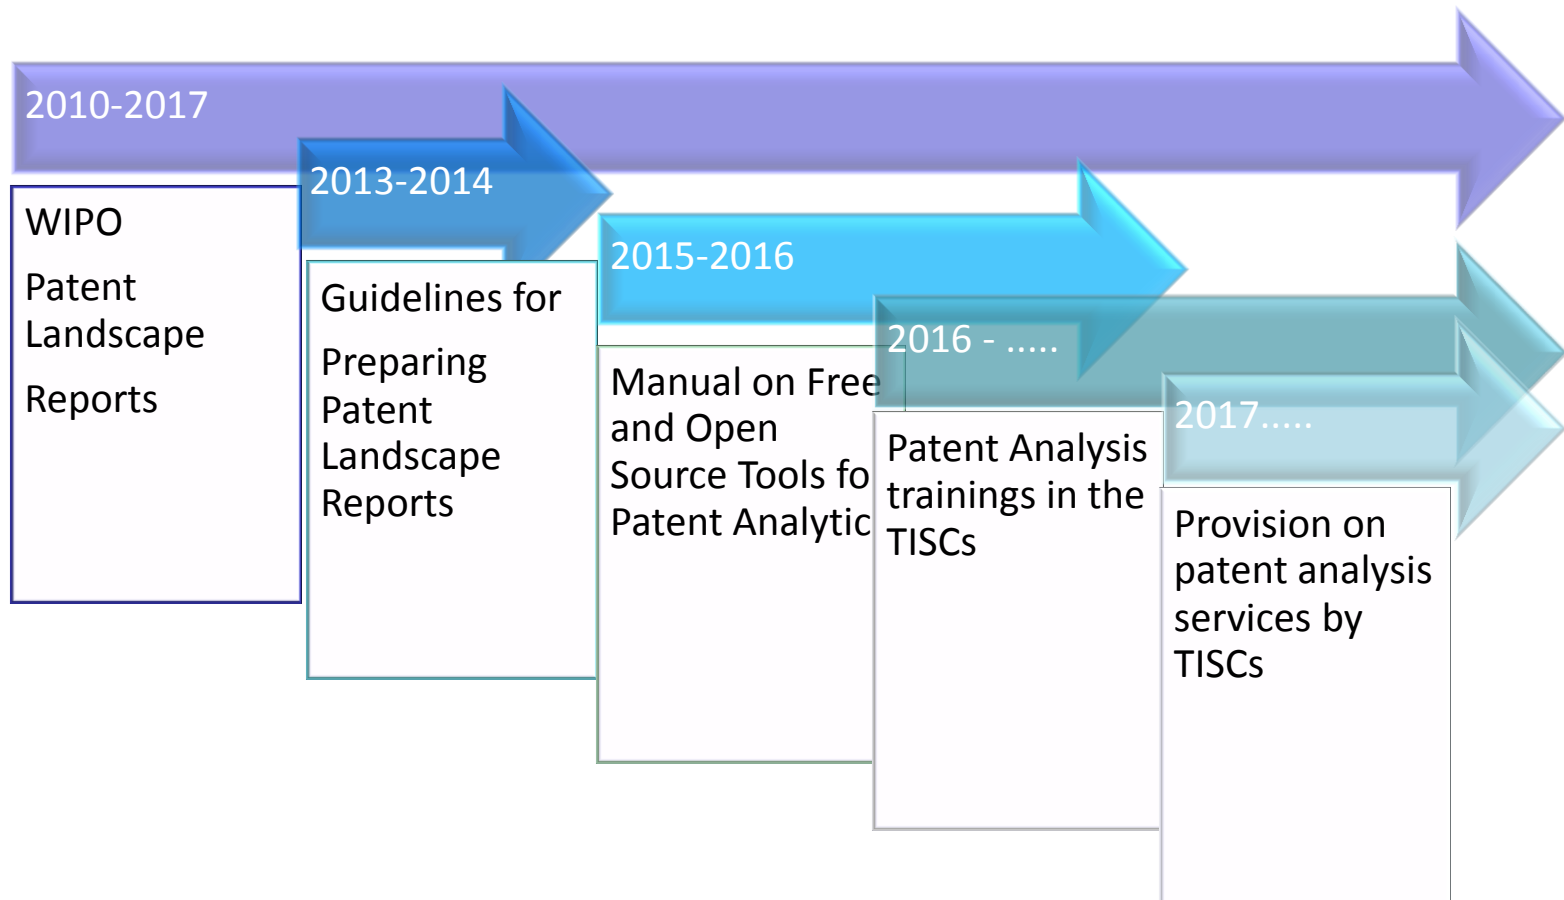 2010-2017
WIPO
Patent
Landscape
Reports
2013-2014
Guidelines for
Preparing
Patent
Landscape
Reports
2015-2016
Manual on Free
and Open
Source Tools fo
Patent Analytic
2016 - .....
Patent Analysis
trainings in the
TISCs
2017.....
Provision on
patent analysis
services by
TISCs